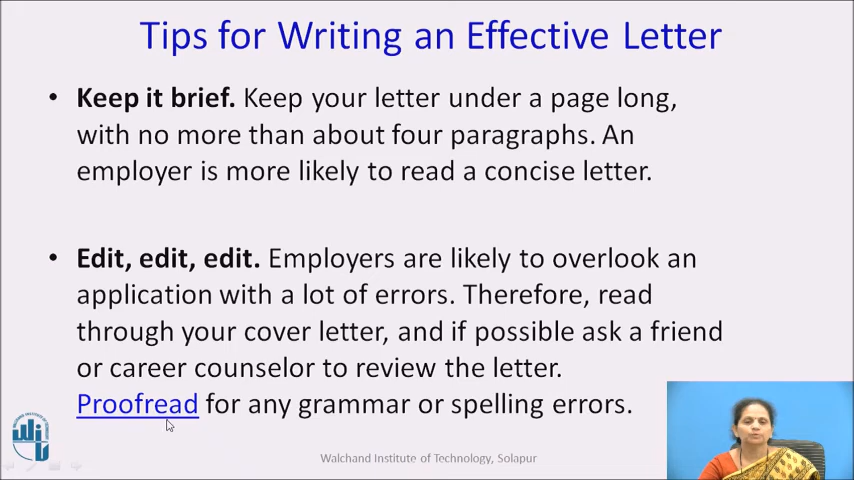 Tips for Writing an Effective Letter
• Keep it brief. Keep your letter under a page long,
with no more than about four paragraphs. An
employer is more likely to read a concise letter.
• Edit, edit, edit. Employers are likely to overlook an
application with a lot of errors. Therefore, read
through your cover letter, and if possible ask a friend
or career counselor to review the letter.
Proofread for any grammar or spelling errors.
Walchand Institute of Technology, Solapur